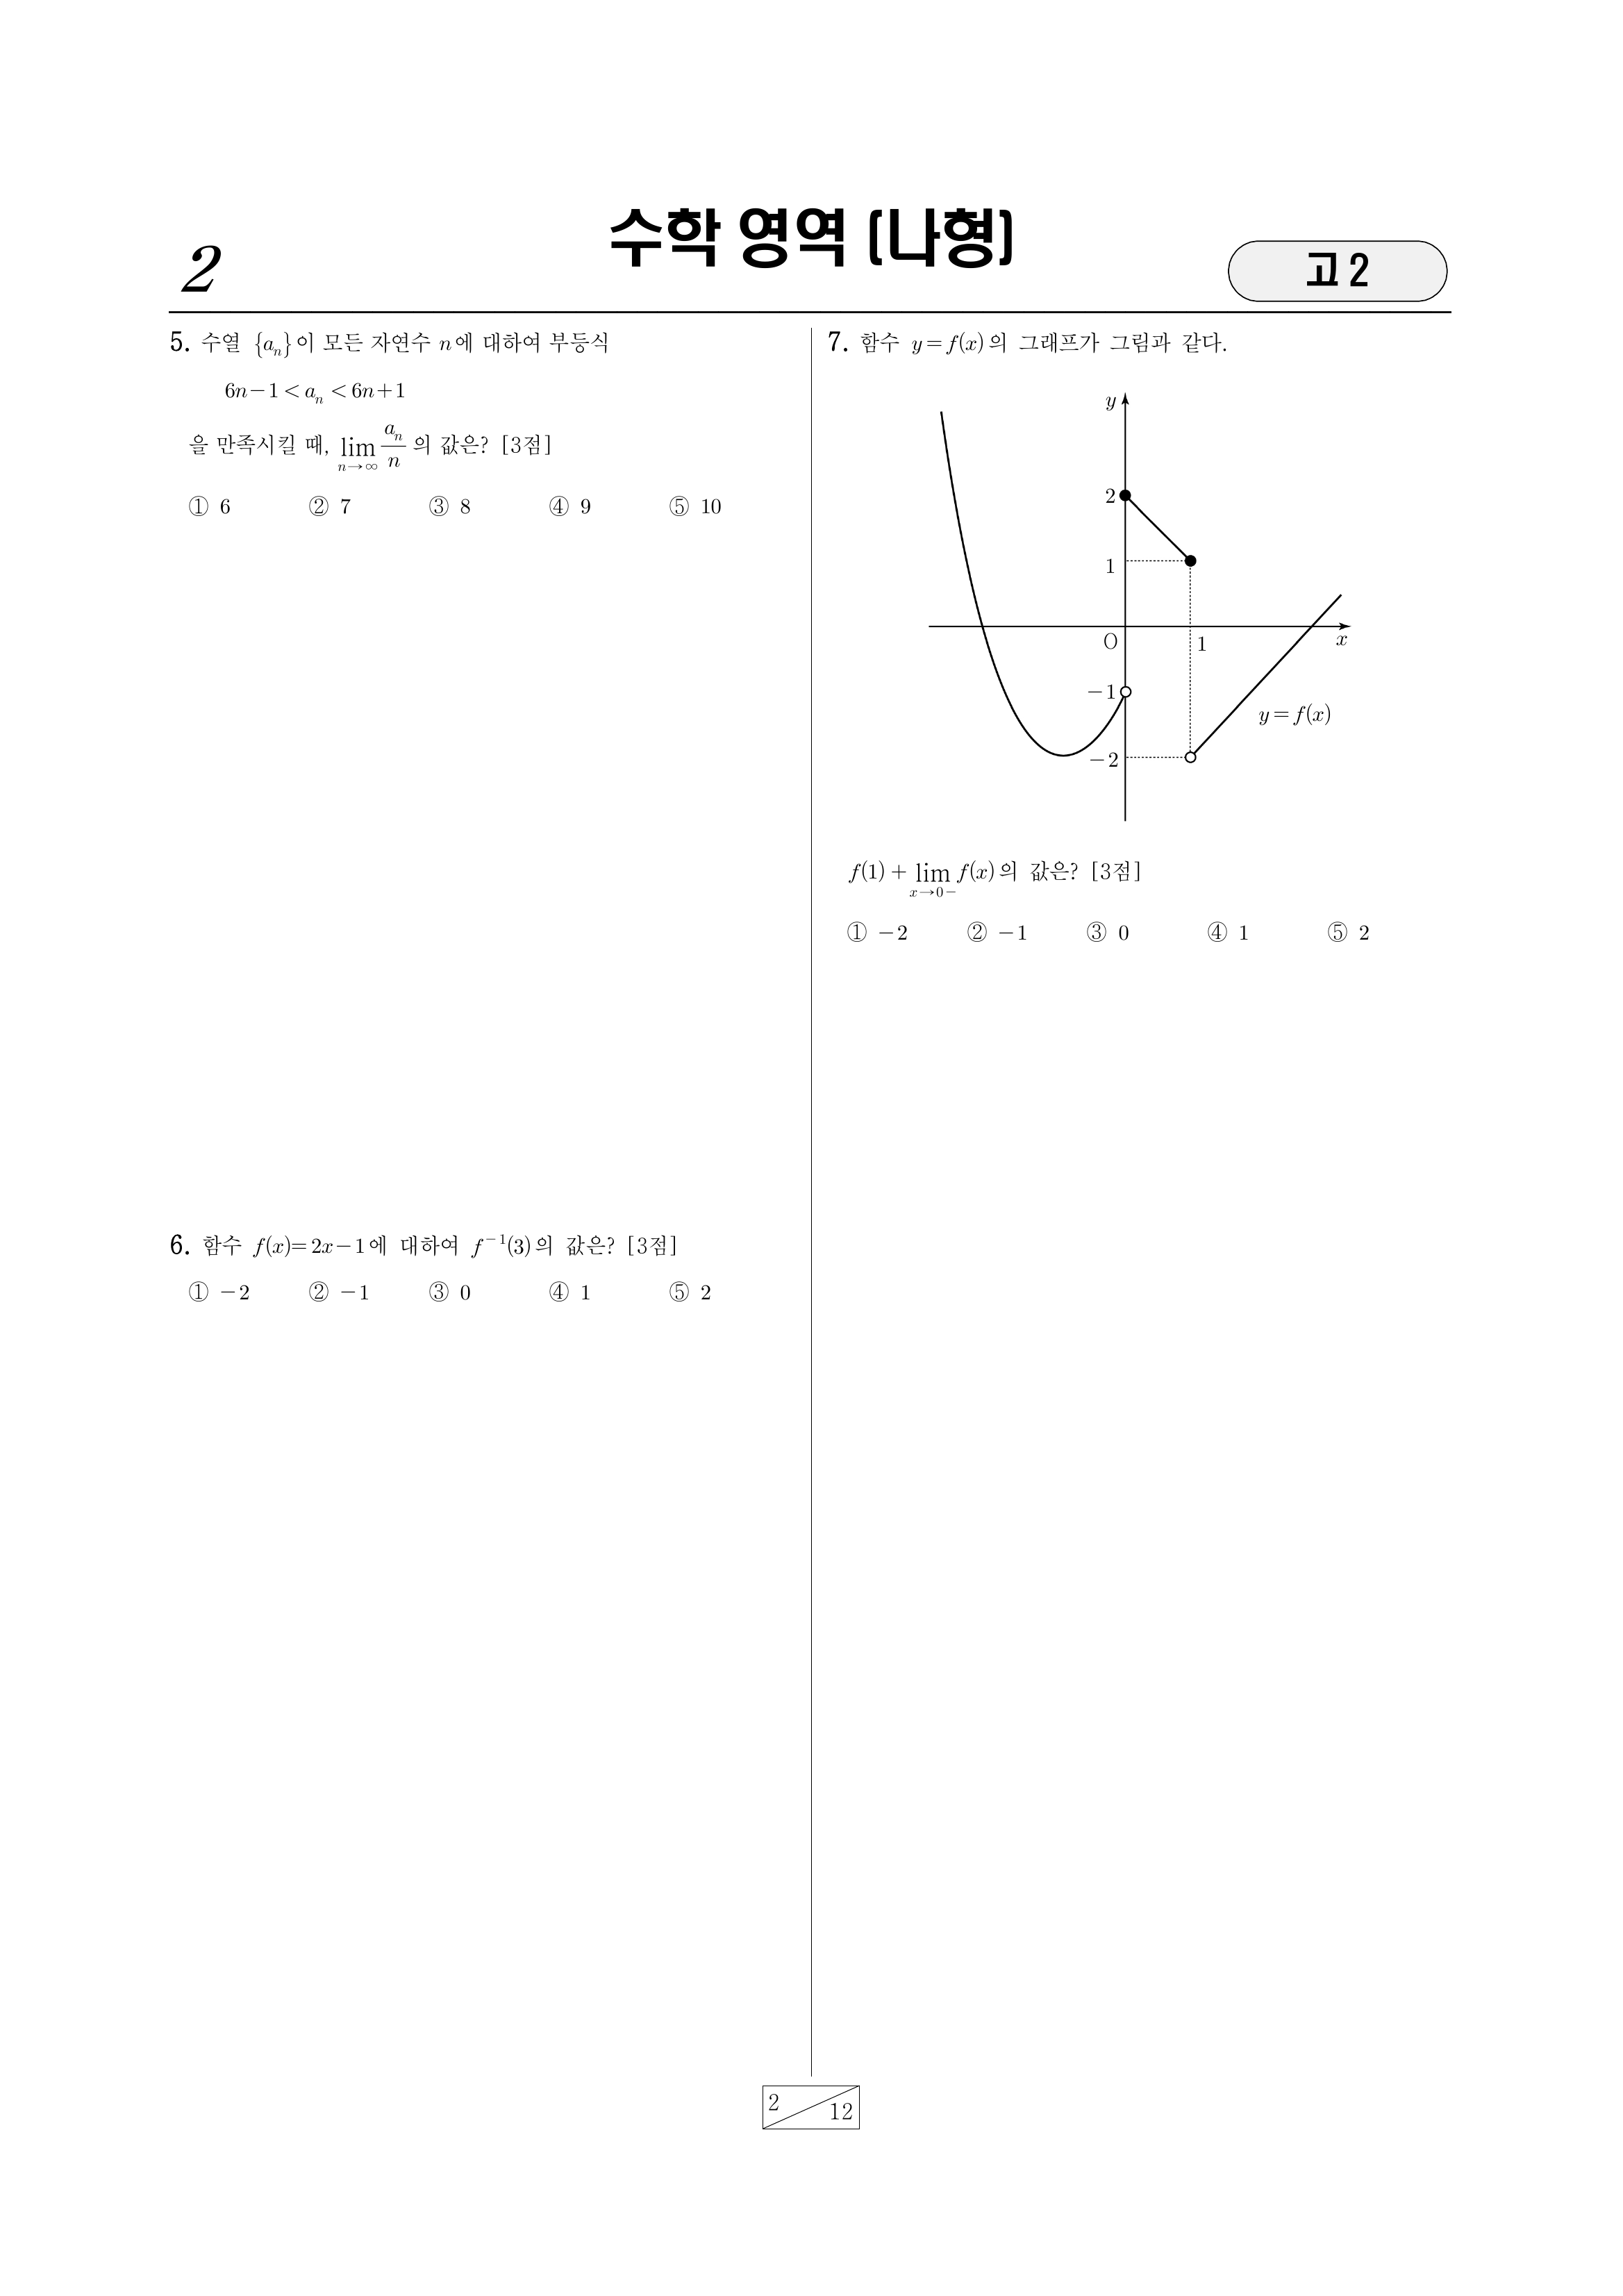 2
수학 영역 (나형)
고 2
5. 수열 {aₙ}이 모든 자연수 n에 대하여 부등식
6n-1 < aₙ < 6n+1
을 만족시킬 때, lim(n→∞) aₙ/n 의 값은? [3점]
① 6 ② 7 ③ 8 ④ 9 ⑤ 10
6. 함수 f(x)=2x-1에 대하여 f⁻¹(3)의 값은? [3점]
① -2 ② -1 ③ 0 ④ 1 ⑤ 2
7. 함수 y=f(x)의 그래프가 그림과 같다.
y
2
1
O
1
x
-1
y=f(x)
-2
f(1)+lim(x→0-) f(x)의 값은? [3점]
① -2 ② -1 ③ 0 ④ 1 ⑤ 2
2
12